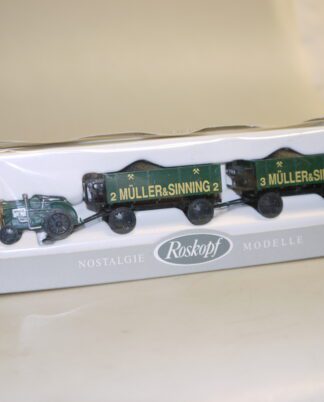 2 MÜLLER&SINNING 2
3 MÜLLER&SI
NOSTALGIE Roskopf MODELLE